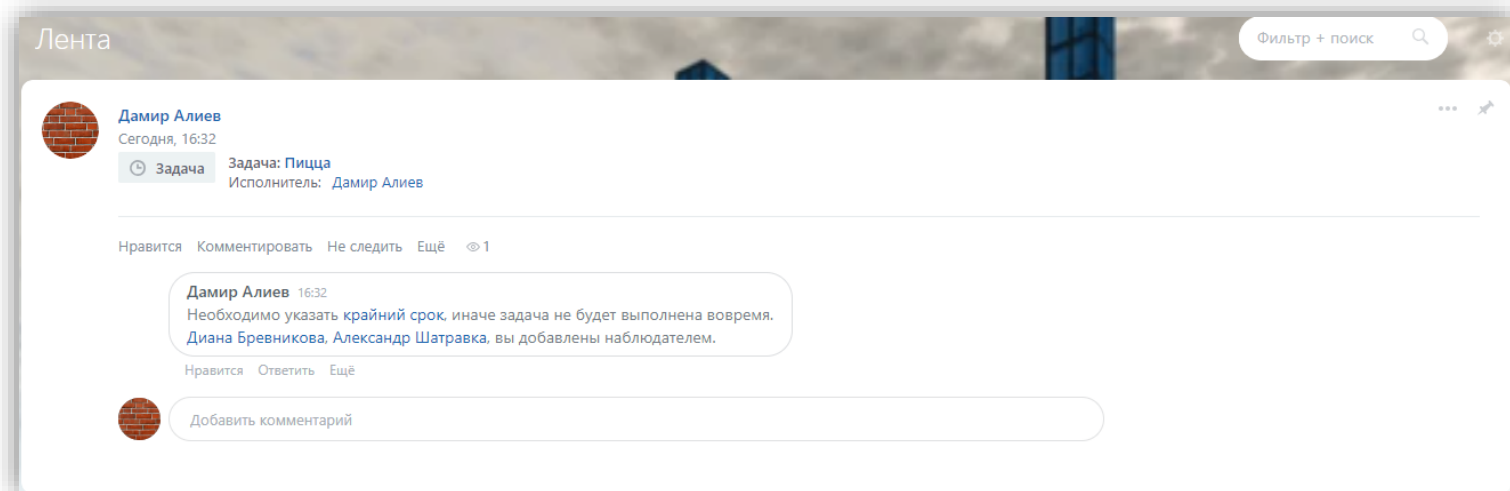 Лента
Фильтр + поиск
Дамир Алиев
Сегодня, 16:32
Задача
Задача: Пицца
Исполнитель: Дамир Алиев
Нравится Комментировать Не следить Ещё 1
Дамир Алиев 16:32
Необходимо указать крайний срок, иначе задача не будет выполнена вовремя.
Диана Бревникова, Александр Шатравка, вы добавлены наблюдателем.
Нравится Ответить Ещё
Добавить комментарий